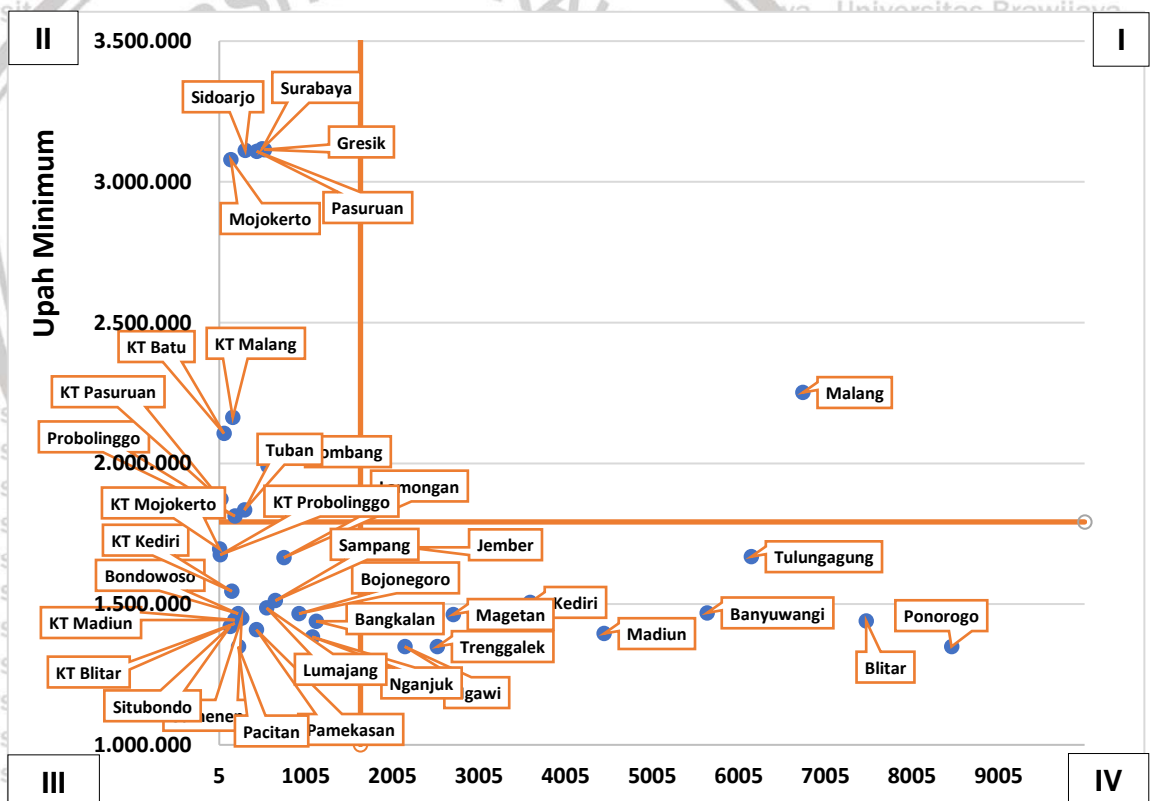 Universitas Brawijaya
II
3.500.000
I
Sidoarjo
Surabaya
Gresik
Upah Minimum
3.000.000
Mojokerto
Pasuruan
2.500.000
KT Batu
KT Malang
KT Pasuruan
Malang
Probolinggo
Tuban
ombang
2.000.000
KT Mojokerto
KT Probolinggo
mongan
KT Kediri
Sampang
Jember
Tulungagung
Bondowoso
Bojonegoro
1.500.000
Kediri
KT Madiun
Bangkalan
Magetan
Banyuwangi
Ponorogo
Madiun
Trenggalek
KT Blitar
Lumajang
Nganjuk
gawi
Blitar
Situbondo
menep
Pacitan
Pamekasan
1.000.000
III
5 1005 2005 3005 4005 5005 6005 7005 8005 9005
IV